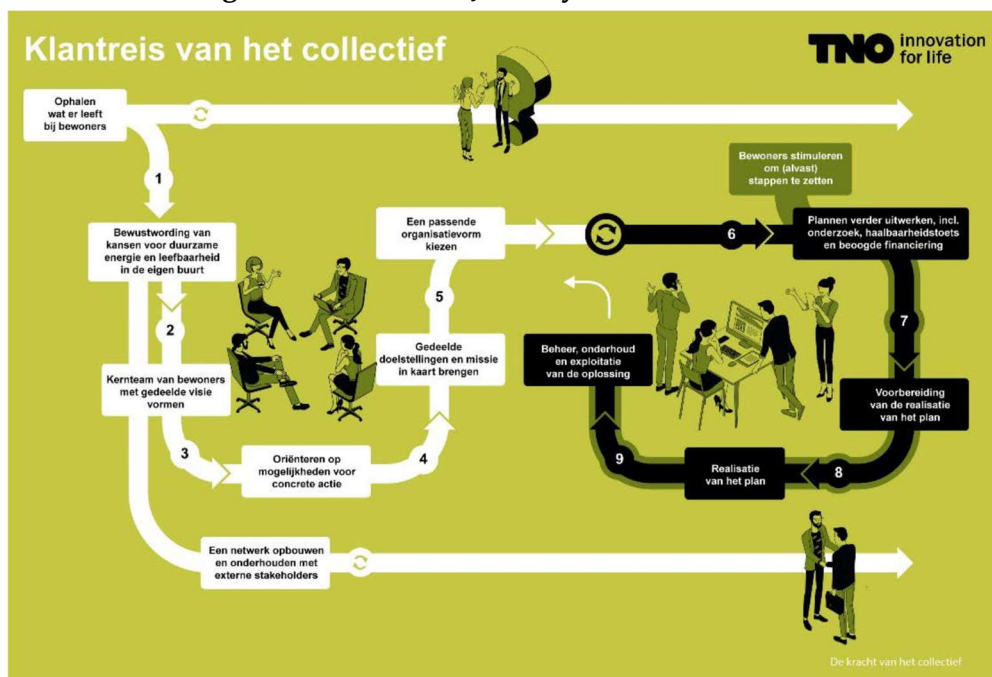 Klantreis van het collectief
TNO innovation
for life
Ophalen
wat er leeft
bij bewoners
1
Bewustwording van
kansen voor duurzame
energie en leefbaarheid
in de eigen buurt
2
Kernteam van bewoners
met gedeelde visie
vormen
3
Oriënteren op
mogelijkheden voor
concrete actie
4
Gedeelde
doelstellingen en missie
in kaart brengen
5
Een passende
organisatievorm
kiezen
6
Bewoners stimuleren
om (alvast)
stappen te zetten
Plannen verder uitwerken, incl.
onderzoek, haalbaarheidstoets
en beoogde financiering
7
Voorbereiding
van de realisatie
van het plan
8
Realisatie
van het plan
9
Beheer, onderhoud
en exploitatie
van de oplossing
Een netwerk opbouwen
en onderhouden met
externe stakeholders
De kracht van het collectief